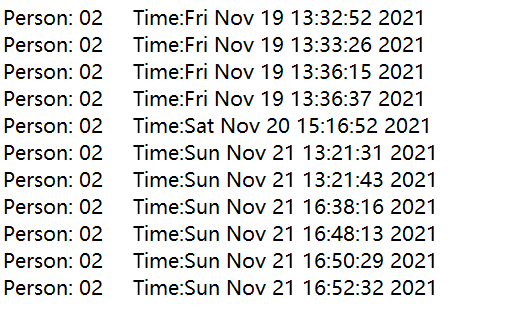 Person: 02 Time:Fri Nov 19 13:32:52 2021
Person: 02 Time:Fri Nov 19 13:33:26 2021
Person: 02 Time:Fri Nov 19 13:36:15 2021
Person: 02 Time:Fri Nov 19 13:36:37 2021
Person: 02 Time:Sat Nov 20 15:16:52 2021
Person: 02 Time:Sun Nov 21 13:21:31 2021
Person: 02 Time:Sun Nov 21 13:21:43 2021
Person: 02 Time:Sun Nov 21 16:38:16 2021
Person: 02 Time:Sun Nov 21 16:48:13 2021
Person: 02 Time:Sun Nov 21 16:50:29 2021
Person: 02 Time:Sun Nov 21 16:52:32 2021